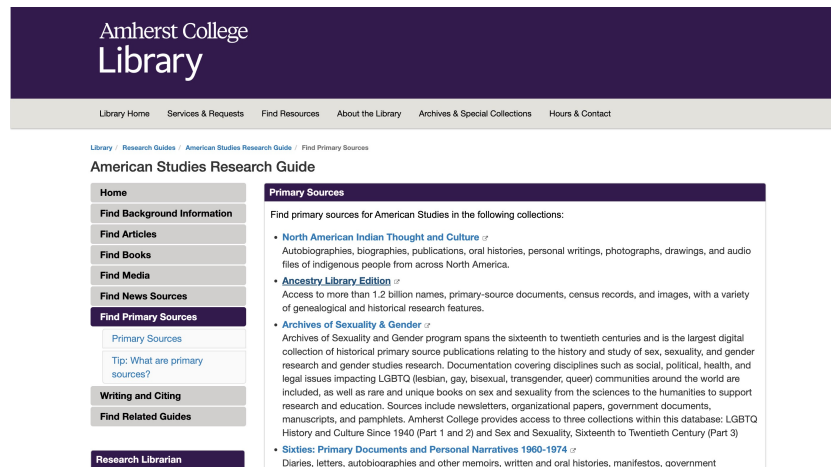 Amherst College
Library
Library Home Services & Requests Find Resources About the Library Archives & Special Collections Hours & Contact
Library / Research Guides / American Studies Research Guide / Find Primary Sources
American Studies Research Guide
Home
Find Background Information
Find Articles
Find Books
Find Media
Find News Sources
Find Primary Sources
Primary Sources
Tip: What are primary
sources?
Writing and Citing
Find Related Guides
Research Librarian
Primary Sources
Find primary sources for American Studies in the following collections:
• North American Indian Thought and Culture
Autobiographies, biographies, publications, oral histories, personal writings, photographs, drawings, and audio
files of indigenous people from across North America.
• Ancestry Library Edition
Access to more than 1.2 billion names, primary-source documents, census records, and images, with a variety
of genealogical and historical research features.
• Archives of Sexuality & Gender
Archives of Sexuality and Gender program spans the sixteenth to twentieth centuries and is the largest digital
collection of historical primary source publications relating to the history and study of sex, sexuality, and gender
research and gender studies research. Documentation covering disciplines such as social, political, health, and
legal issues impacting LGBTQ (lesbian, gay, bisexual, transgender, queer) communities around the world are
included, as well as rare and unique books on sex and sexuality from the sciences to the humanities to support
research and education. Sources include newsletters, organizational papers, government documents,
manuscripts, and pamphlets. Amherst College provides access to three collections within this database: LGBTQ
History and Culture Since 1940 (Part 1 and 2) and Sex and Sexuality, Sixteenth to Twentieth Century (Part 3)
• Sixties: Primary Documents and Personal Narratives 1960-1974
Diaries, letters, autobiographies and other memoirs, written and oral histories, manifestos, government